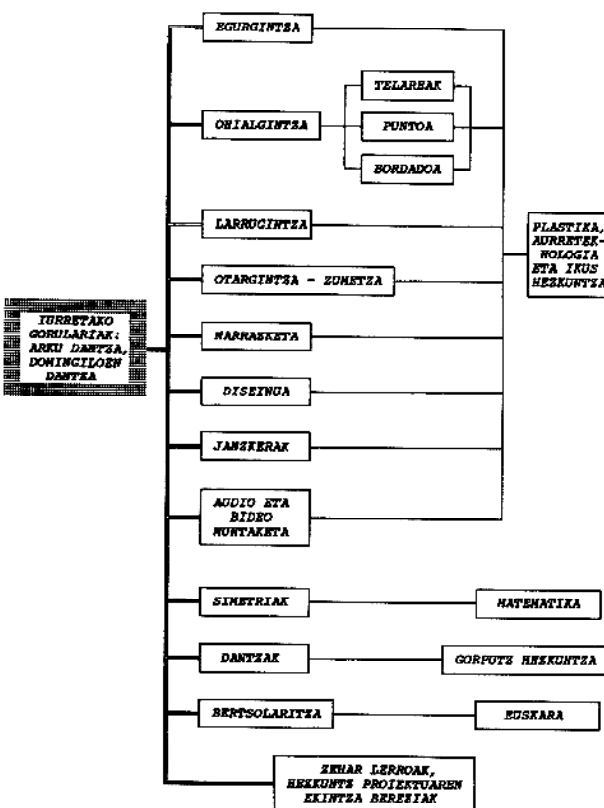 EGURGINTZA
TELAREAK
OHIALGINTZA
PUNTOA
BORDADOA
LARRUGINTZA
PLASTIKA,
AURRETEK-
NOLOGIA
ETA IKUS
HEZKUNTZA
OTARGINTZA - ZUMETZA
IURRETAKO
GORULARIAK:
ARKU DANTZA,
DOMINGILOEN
DANTZA
MARRAZKETA
DISEINUA
JANZKERAK
AUDIO ETA
BIDEO
MUNTAKETA
SIMETRIAK
MATEMATIKA
DANTZAK
GORPUTZ HEZKUNTZA
BERTSOLARITZA
EUSKARA
ZEHAR LERROAK,
HEZKUNTZ PROIEKTUAREN
EKINTZA BEREZIAK